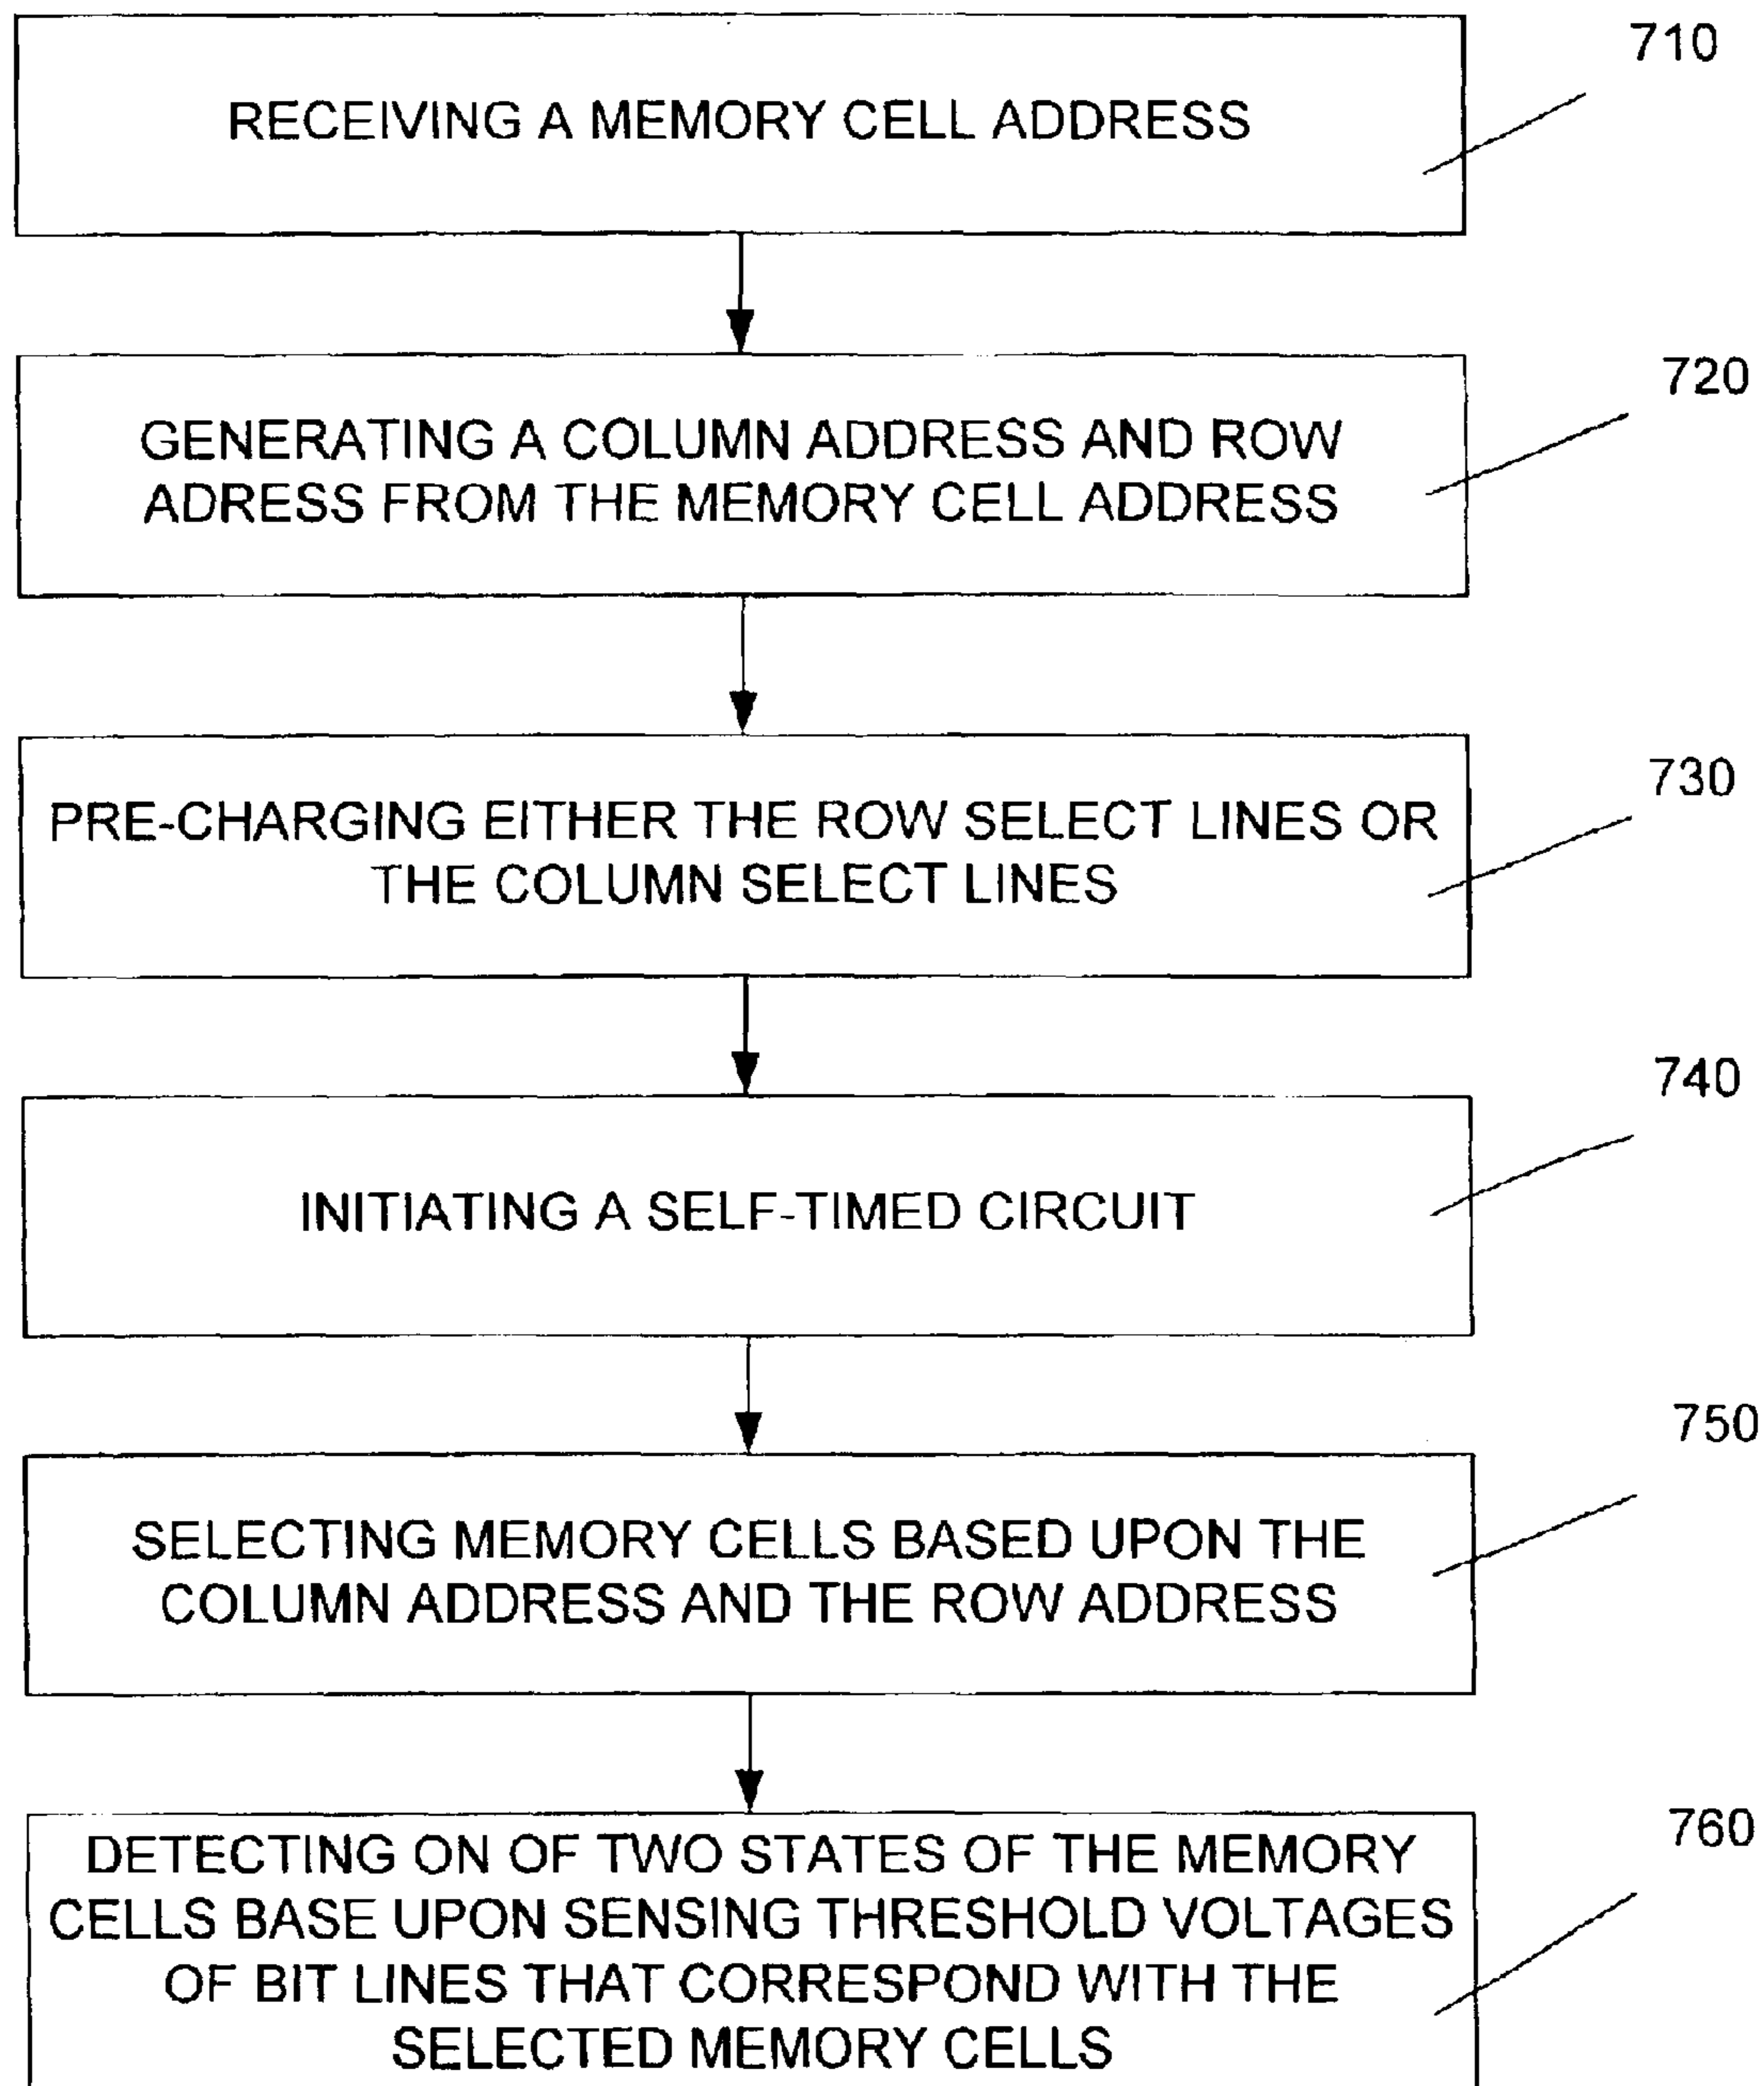 710
RECEIVING A MEMORY CELL ADDRESS
720
GENERATING A COLUMN ADDRESS AND ROW
ADRESS FROM THE MEMORY CELL ADDRESS
730
PRE-CHARGING EITHER THE ROW SELECT LINES OR
THE COLUMN SELECT LINES
740
INITIATING A SELF-TIMED CIRCUIT
750
SELECTING MEMORY CELLS BASED UPON THE
COLUMN ADDRESS AND THE ROW ADDRESS
760
DETECTING ON OF TWO STATES OF THE MEMORY
CELLS BASE UPON SENSING THRESHOLD VOLTAGES
OF BIT LINES THAT CORRESPOND WITH THE
SELECTED MEMORY CELLS